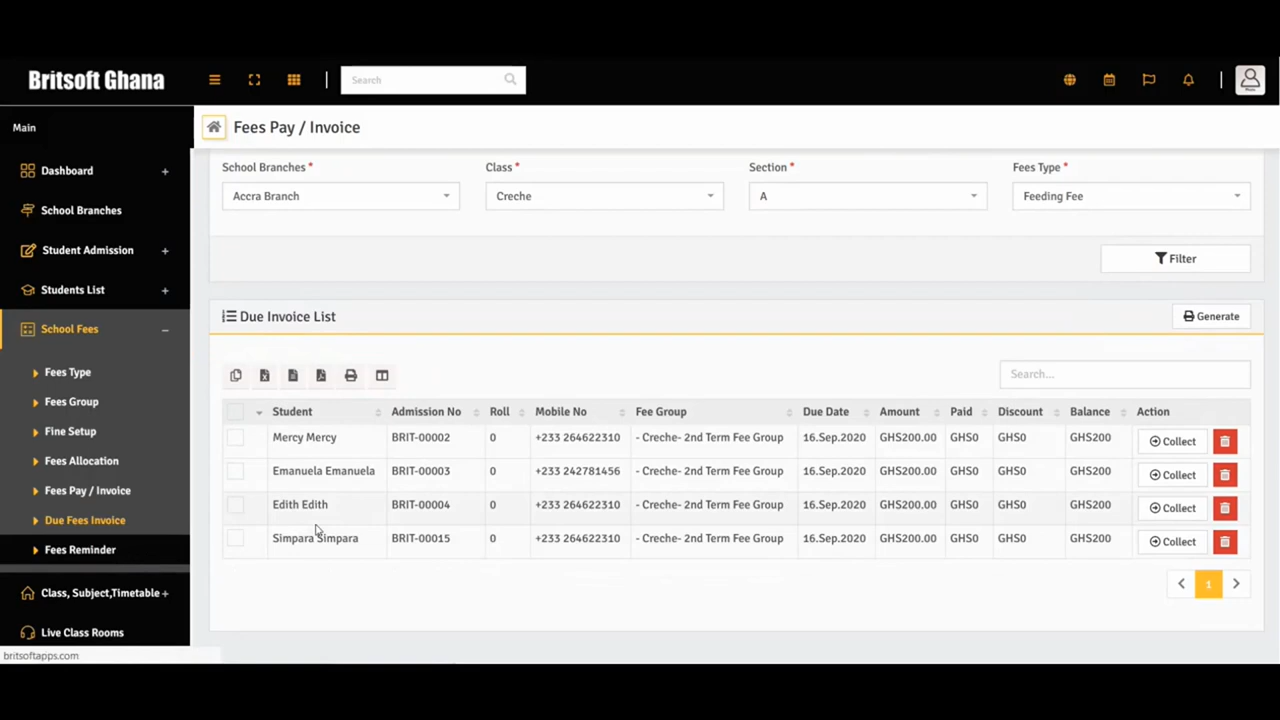 Britsoft Ghana
Search
Main
Fees Pay / Invoice
Dashboard +
School Branches
Student Admission +
Students List +
School Fees –
Fees Type
Fees Group
Fine Setup
Fees Allocation
Fees Pay / Invoice
Due Fees Invoice
Fees Reminder
Class, Subject,Timetable +
Live Class Rooms
britsoftapps.com
School Branches * Class * Section * Fees Type *
Accra Branch Creche A Feeding Fee
Filter
Due Invoice List Generate
Search...
Student Admission No Roll Mobile No Fee Group Due Date Amount Paid Discount Balance Action
Mercy Mercy BRIT-00002 0 +233 264622310 - Creche- 2nd Term Fee Group 16.Sep.2020 GHS200.00 GHS0 GHS0 GHS200 Collect
Emanuela Emanuela BRIT-00003 0 +233 242781456 - Creche- 2nd Term Fee Group 16.Sep.2020 GHS200.00 GHS0 GHS0 GHS200 Collect
Edith Edith BRIT-00004 0 +233 264622310 - Creche- 2nd Term Fee Group 16.Sep.2020 GHS200.00 GHS0 GHS0 GHS200 Collect
Simpara Simpara BRIT-00015 0 +233 264622310 - Creche- 2nd Term Fee Group 16.Sep.2020 GHS200.00 GHS0 GHS0 GHS200 Collect
1